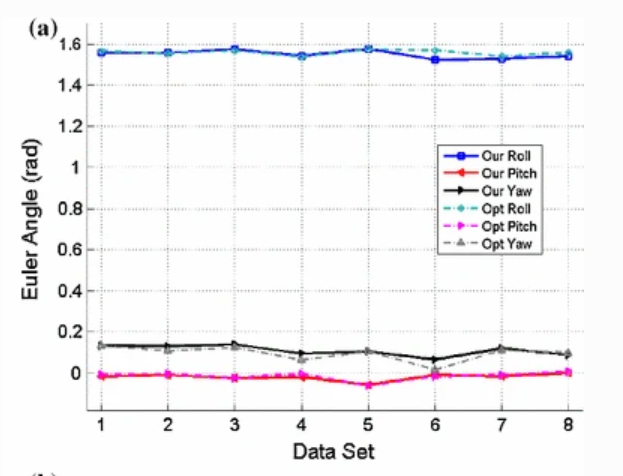 (a)
1.6
1.4
1.2
1
0.8
0.6
0.4
0.2
0
Euler Angle (rad)
Our Roll
Our Pitch
Our Yaw
Opt Roll
Opt Pitch
Opt Yaw
1 2 3 4 5 6 7 8
Data Set